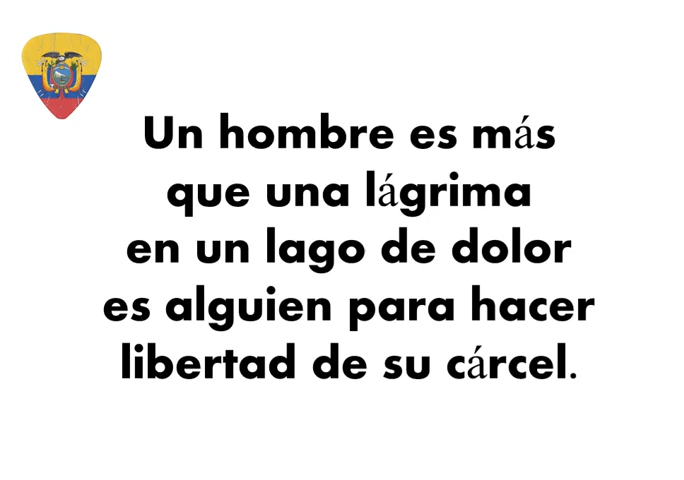 Un hombre es más
que una lágrima
en un lago de dolor
es alguien para hacer
libertad de su cárcel.